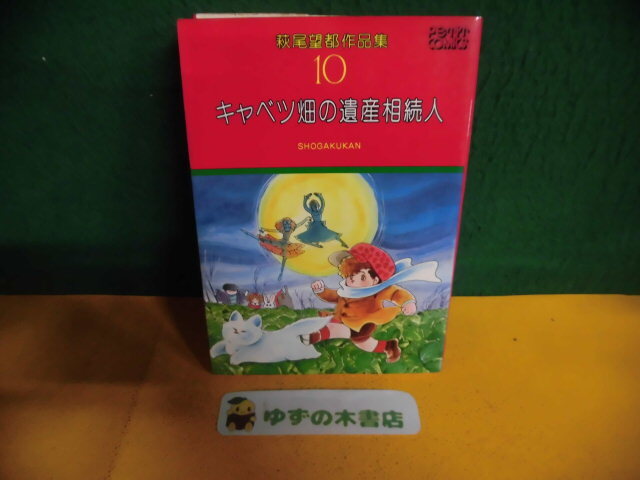 萩尾望都作品集
PETIT
COMICS
10
キャベツ畑の遺産相続人
SHOGAKUKAN
ゆずの木書店